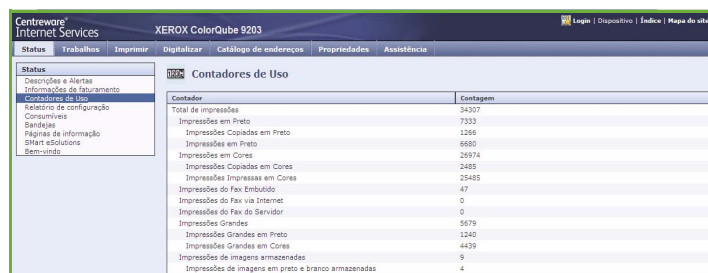 Centreware®
Internet Services
XEROX ColorQube 9203
Login | Dispositivo | Índice | Mapa do site
Status Trabalhos Imprimir Digitalizar Catálogo de endereços Propriedades Assistência
Status
Descrições e Alertas
Informações de faturamento
Contadores de Uso
Relatório de configuração
Consumíveis
Bandejas
Páginas de informação
SMart eSolutions
Bem-vindo
Contadores de Uso
Contador Contagem
Total de impressões 34307
Impressões em Preto 7333
Impressões Copiadas em Preto 1266
Impressões em Preto 6680
Impressões em Cores 26974
Impressões Copiadas em Cores 2485
Impressões Impressas em Cores 25485
Impressões do Fax Embutido 47
Impressões do Fax via Internet 0
Impressões do Fax do Servidor 0
Impressões Grandes 5679
Impressões Grandes em Preto 1240
Impressões Grandes em Cores 4439
Impressões de imagens armazenadas 9
Impressões de imagens em preto e branco armazenadas 4